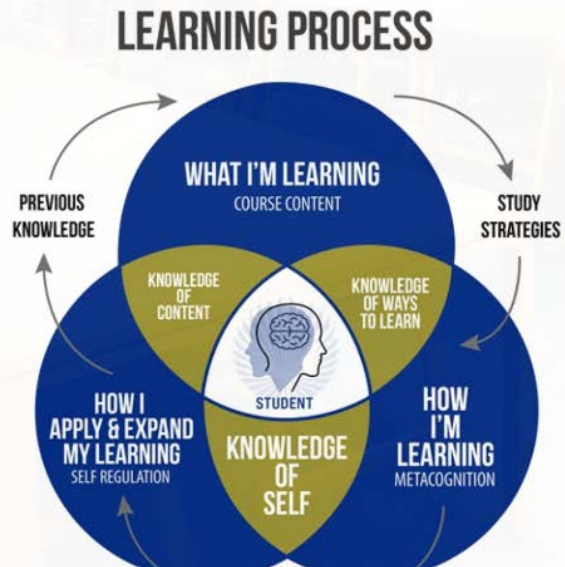 LEARNING PROCESS
WHAT I'M LEARNING
COURSE CONTENT
PREVIOUS
KNOWLEDGE
STUDY
STRATEGIES
KNOWLEDGE
OF
CONTENT
KNOWLEDGE
OF WAYS
TO LEARN
STUDENT
HOW I
APPLY & EXPAND
MY LEARNING
SELF REGULATION
KNOWLEDGE
OF
SELF
HOW
I'M
LEARNING
METACOGNITION